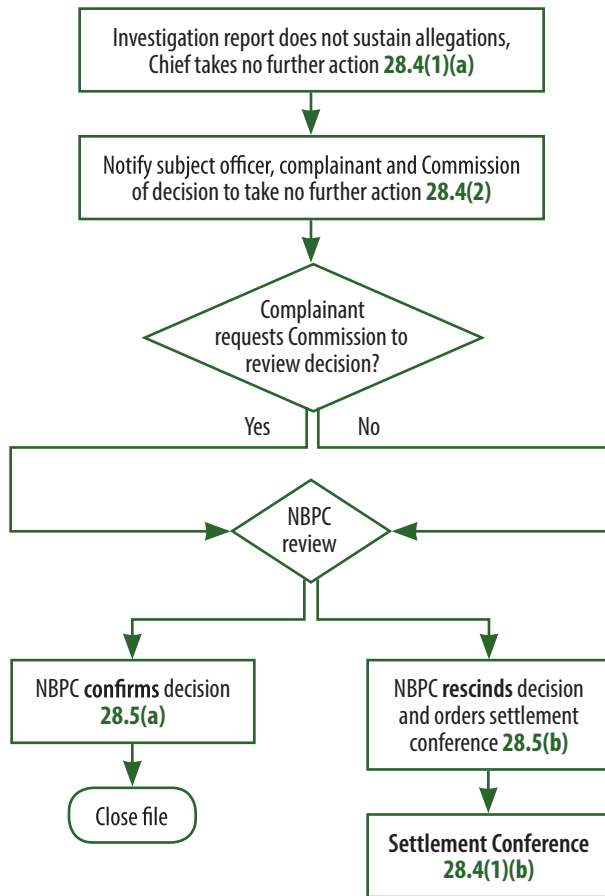 Investigation report does not sustain allegations,
Chief takes no further action 28.4(1)(a)
Notify subject officer, complainant and Commission
of decision to take no further action 28.4(2)
Complainant
requests Commission to
review decision?
Yes
No
NBPC
review
NBPC confirms decision
28.5(a)
Close file
NBPC rescinds decision
and orders settlement
conference 28.5(b)
Settlement Conference
28.4(1)(b)